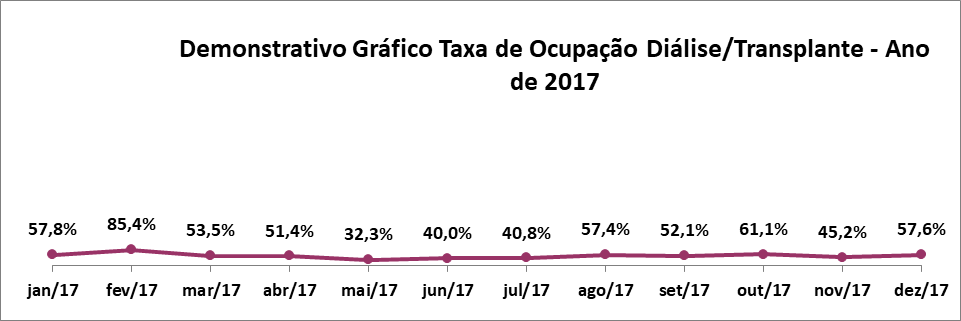 Demonstrativo Gráfico Taxa de Ocupação Diálise/Transplante - Ano
de 2017
57,8% 85,4% 53,5% 51,4% 32,3% 40,0% 40,8% 57,4% 52,1% 61,1% 45,2% 57,6%
jan/17 fev/17 mar/17 abr/17 mai/17 jun/17 jul/17 ago/17 set/17 out/17 nov/17 dez/17